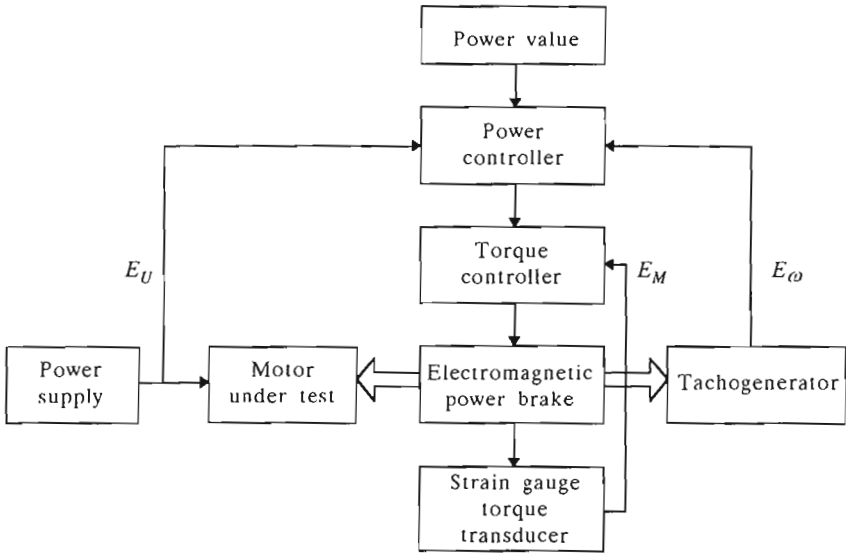 Power value
Power
controller
Torque
controller
E_U
E_M
E_ω
Power
supply
Motor
under test
Electromagnetic
power brake
Tachogenerator
Strain gauge
torque
transducer